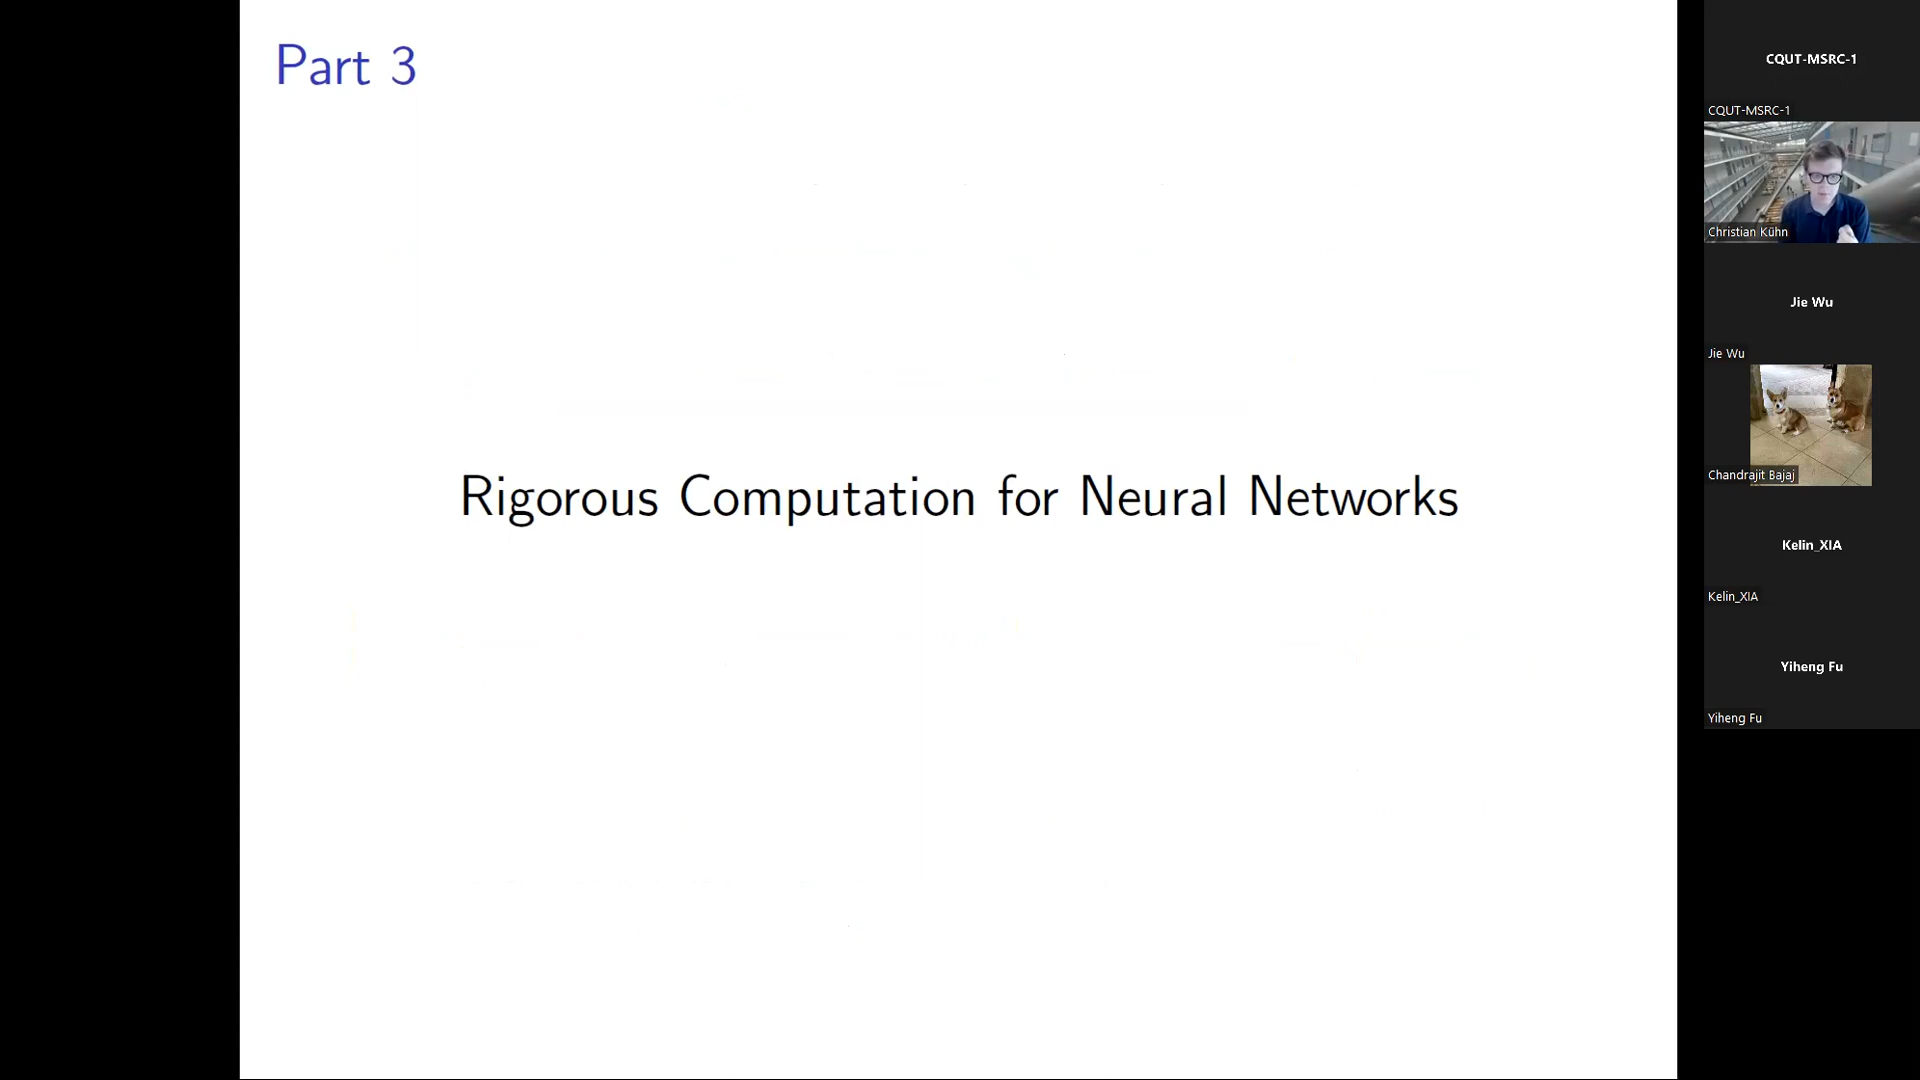 Part 3
Rigorous Computation for Neural Networks
CQUT-MSRC-1
CQUT-MSRC-1
Christian Kühn
Jie Wu
Jie Wu
Chandrajit Bajaj
Kelin_XIA
Kelin_XIA
Yiheng Fu
Yiheng Fu